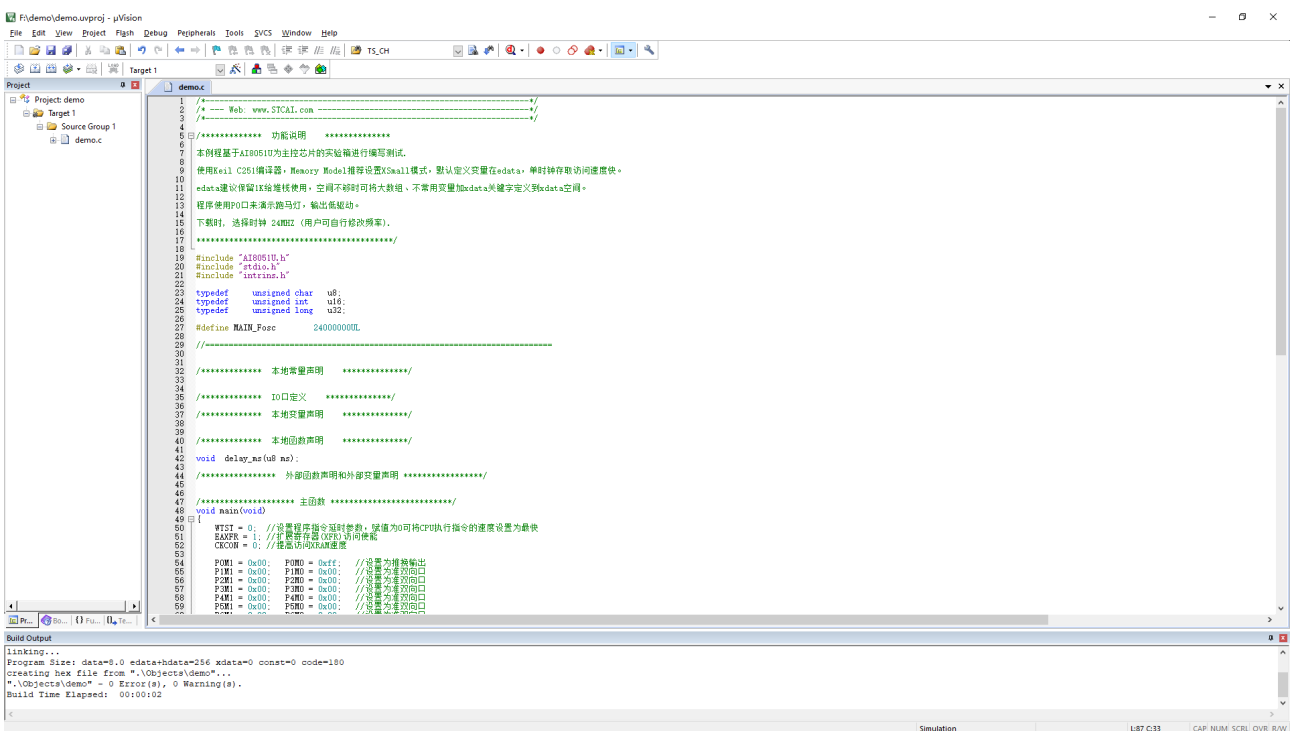 F:\demo\demo.uvproj - µVision
File Edit View Project Flash Debug Peripherals Tools SVCS Window Help
TS_CH
Target 1
Project
demo.c
Project: demo
Target 1
Source Group 1
demo.c
1 /*---------------------------------------------------------------------*/
2 /* --- Web: www.STCAI.com ---------------------------------------------*/
3 /*---------------------------------------------------------------------*/
4
5 /************* 功能说明 **************
6
7 本例程基于AI8051U为主控芯片的实验箱进行编写测试.
8
9 使用Keil C251编译器，Memory Model推荐设置XSmall模式，默认定义变量在edata，单时钟存取访问速度快。
10
11 edata建议保留1K给堆栈使用，空间不够时可将大数组、不常用变量加xdata关键字定义到xdata空间。
12
13 程序使用P0口来演示跑马灯，输出低驱动。
14
15 下载时, 选择时钟 24MHZ (用户可自行修改频率).
16
17 ******************************************/
18
19 #include "AI8051U.h"
20 #include "stdio.h"
21 #include "intrins.h"
22
23 typedef unsigned char u8;
24 typedef unsigned int u16;
25 typedef unsigned long u32;
26
27 #define MAIN_Fosc 24000000UL
28
29 //==========================================================================
30
31
32 /************* 本地常量声明 **************/
33
34
35 /************* IO口定义 **************/
36
37 /************* 本地变量声明 **************/
38
39
40 /************* 本地函数声明 **************/
41
42 void delay_ms(u8 ms);
43
44 /**************** 外部函数声明和外部变量声明 *****************/
45
46
47 /******************** 主函数 **************************/
48 void main(void)
49 {
50 WTST = 0; //设置程序指令延时参数，赋值为0可将CPU执行指令的速度设置为最快
51 EAXFR = 1; //扩展寄存器(XFR)访问使能
52 CKCON = 0; //提高访问XRAM速度
53
54 P0M1 = 0x00; P0M0 = 0xff; //设置为推挽输出
55 P1M1 = 0x00; P1M0 = 0x00; //设置为准双向口
56 P2M1 = 0x00; P2M0 = 0x00; //设置为准双向口
57 P3M1 = 0x00; P3M0 = 0x00; //设置为准双向口
58 P4M1 = 0x00; P4M0 = 0x00; //设置为准双向口
59 P5M1 = 0x00; P5M0 = 0x00; //设置为准双向口
Pr... Bo... {} Fu... Te...
Build Output
linking...
Program Size: data=8.0 edata+hdata=256 xdata=0 const=0 code=180
creating hex file from ".\Objects\demo"...
".\Objects\demo" - 0 Error(s), 0 Warning(s).
Build Time Elapsed: 00:00:02
Simulation L:87 C:33 CAP NUM SCRL OVR R/W